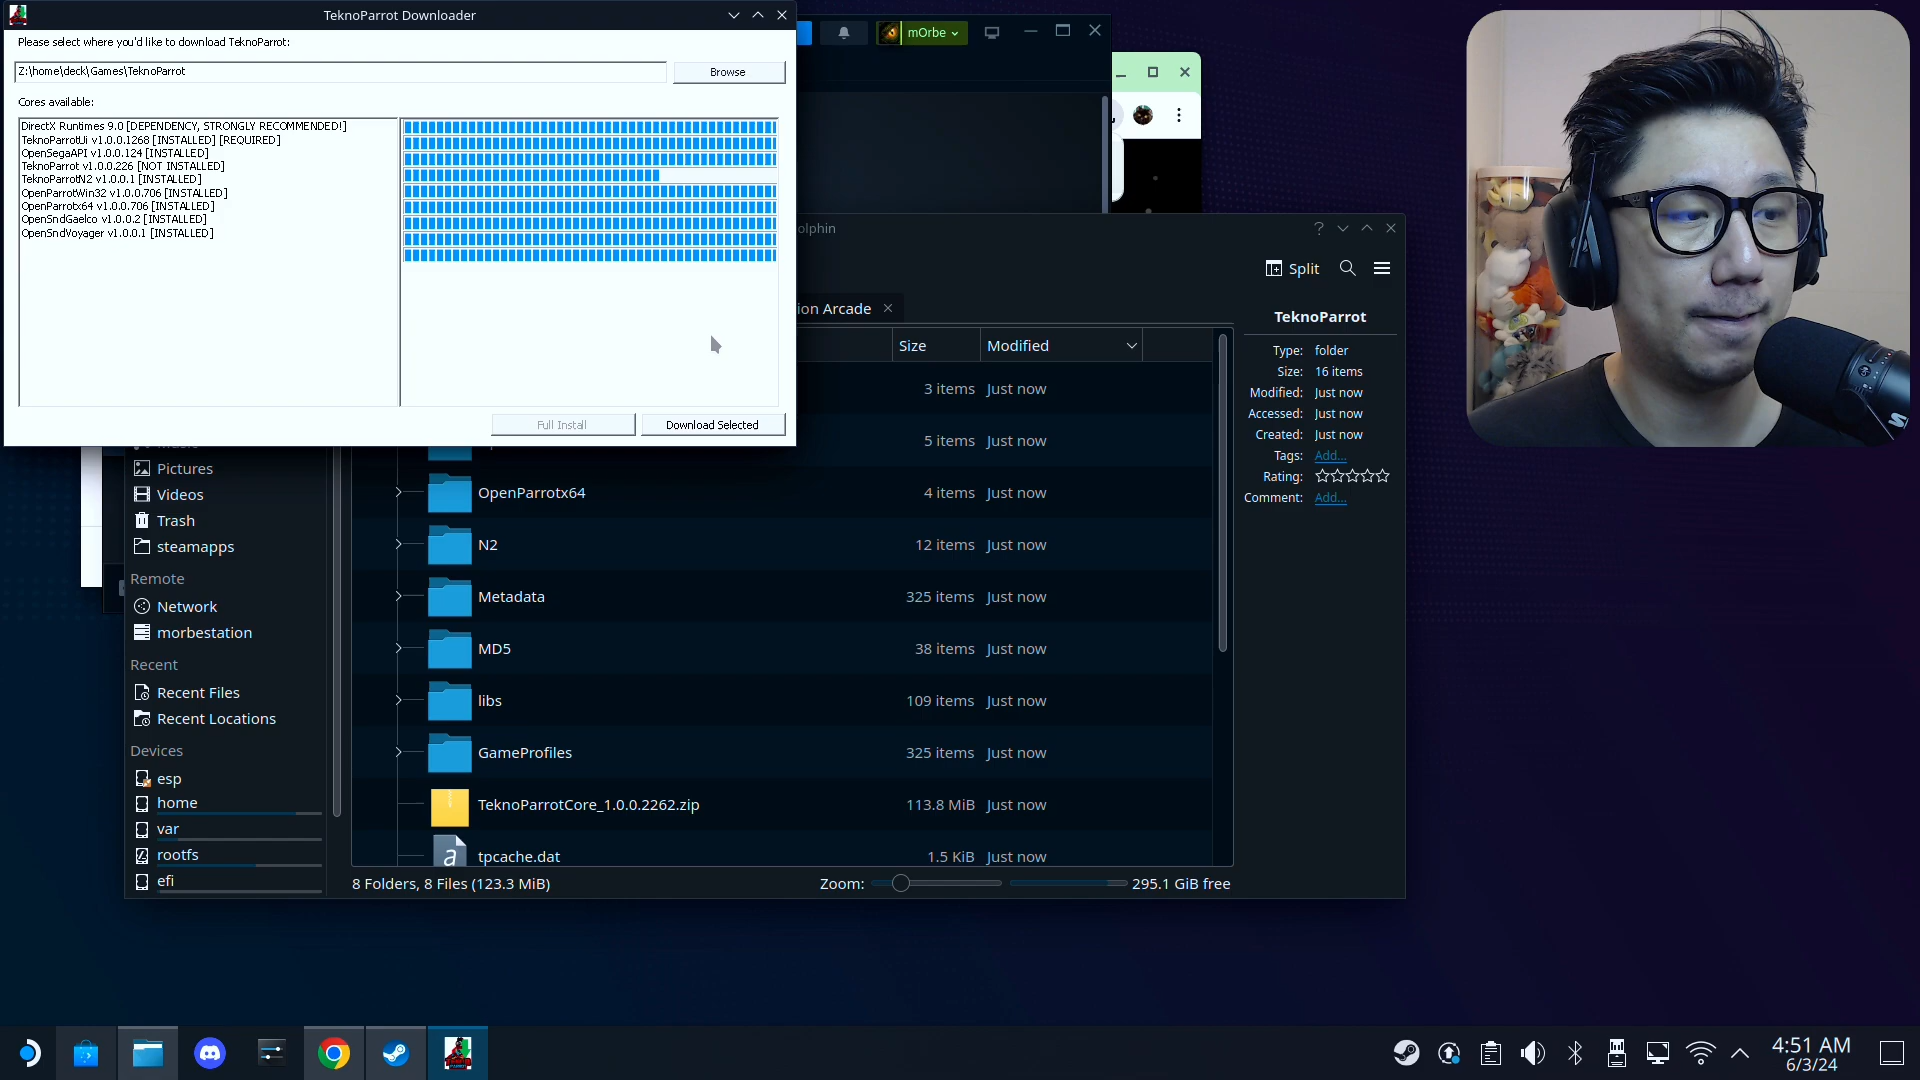 TeknoParrot Downloader
Please select where you'd like to download TeknoParrot:
Z:\home\deck\Games\TeknoParrot
Browse
Cores available:
DirectX Runtimes 9.0 [DEPENDENCY, STRONGLY RECOMMENDED!]
TeknoParrotUi v1.0.0.1268 [INSTALLED] [REQUIRED]
OpenSegaAPI v1.0.0.124 [INSTALLED]
TeknoParrot v1.0.0.226 [NOT INSTALLED]
TeknoParrotN2 v1.0.0.1 [INSTALLED]
OpenParrotWin32 v1.0.0.706 [INSTALLED]
OpenParrotx64 v1.0.0.706 [INSTALLED]
OpenSndGaelco v1.0.0.2 [INSTALLED]
OpenSndVoyager v1.0.0.1 [INSTALLED]
Full Install
Download Selected
mOrbe
olphin
Split
ion Arcade
Size
Modified
3 items Just now
5 items Just now
OpenParrotx64 4 items Just now
N2 12 items Just now
Metadata 325 items Just now
MD5 38 items Just now
libs 109 items Just now
GameProfiles 325 items Just now
TeknoParrotCore_1.0.0.2262.zip 113.8 MiB Just now
tpcache.dat 1.5 KiB Just now
8 Folders, 8 Files (123.3 MiB)
Zoom:
295.1 GiB free
TeknoParrot
Type: folder
Size: 16 items
Modified: Just now
Accessed: Just now
Created: Just now
Tags: Add...
Rating:
Comment: Add...
Pictures
Videos
Trash
steamapps
Remote
Network
morbestation
Recent
Recent Files
Recent Locations
Devices
esp
home
var
rootfs
efi
4:51 AM
6/3/24